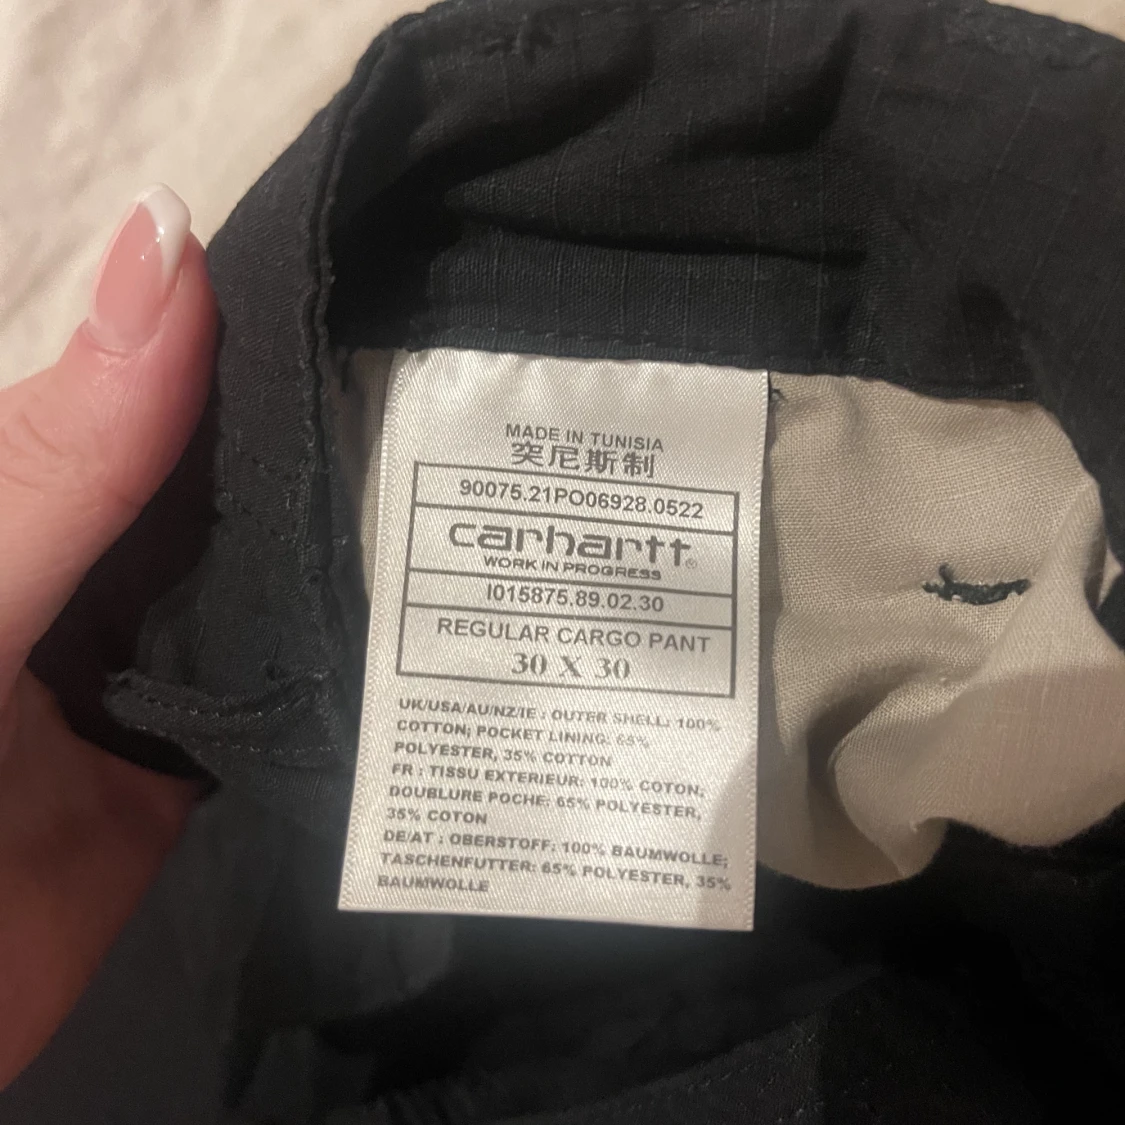 MADE IN TUNISIA
突尼斯制
90075.21PO06928.0522
carhartt®
WORK IN PROGRESS
I015875.89.02.30
REGULAR CARGO PANT
30 X 30
UK/USA/AU/NZ/IE : OUTER SHELL: 100%
COTTON; POCKET LINING: 65%
POLYESTER, 35% COTTON
FR : TISSU EXTERIEUR: 100% COTON,
DOUBLURE POCHE: 65% POLYESTER,
35% COTON
DE/AT : OBERSTOFF: 100% BAUMWOLLE;
TASCHENFUTTER: 65% POLYESTER, 35%
BAUMWOLLE